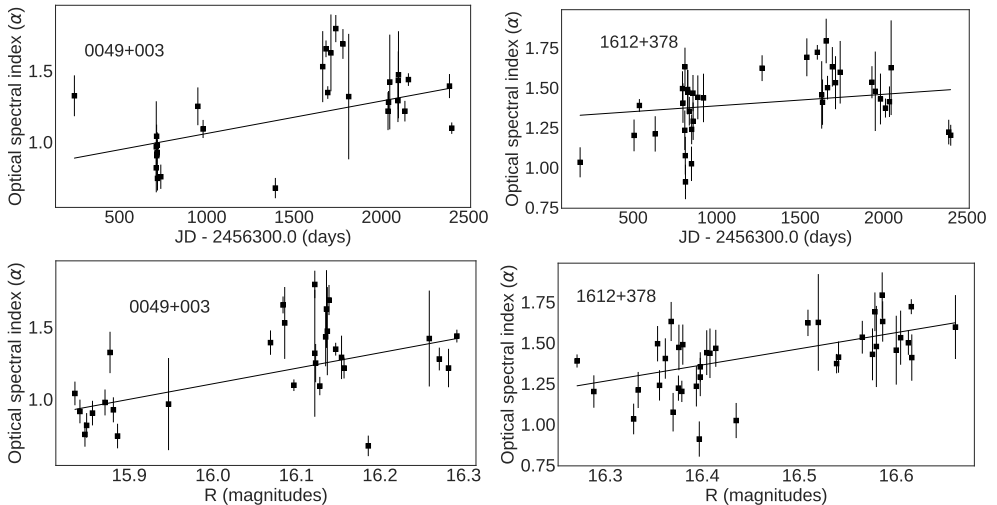 Optical spectral index (α)
0049+003
1.5
1.0
500 1000 1500 2000 2500
JD - 2456300.0 (days)
Optical spectral index (α)
1612+378
1.75
1.50
1.25
1.00
0.75
500 1000 1500 2000 2500
JD - 2456300.0 (days)
Optical spectral index (α)
0049+003
1.5
1.0
15.9 16.0 16.1 16.2 16.3
R (magnitudes)
Optical spectral index (α)
1612+378
1.75
1.50
1.25
1.00
0.75
16.3 16.4 16.5 16.6
R (magnitudes)